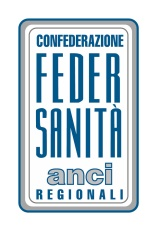 CONFEDERAZIONE
FEDER
SANITÀ
anci
REGIONALI